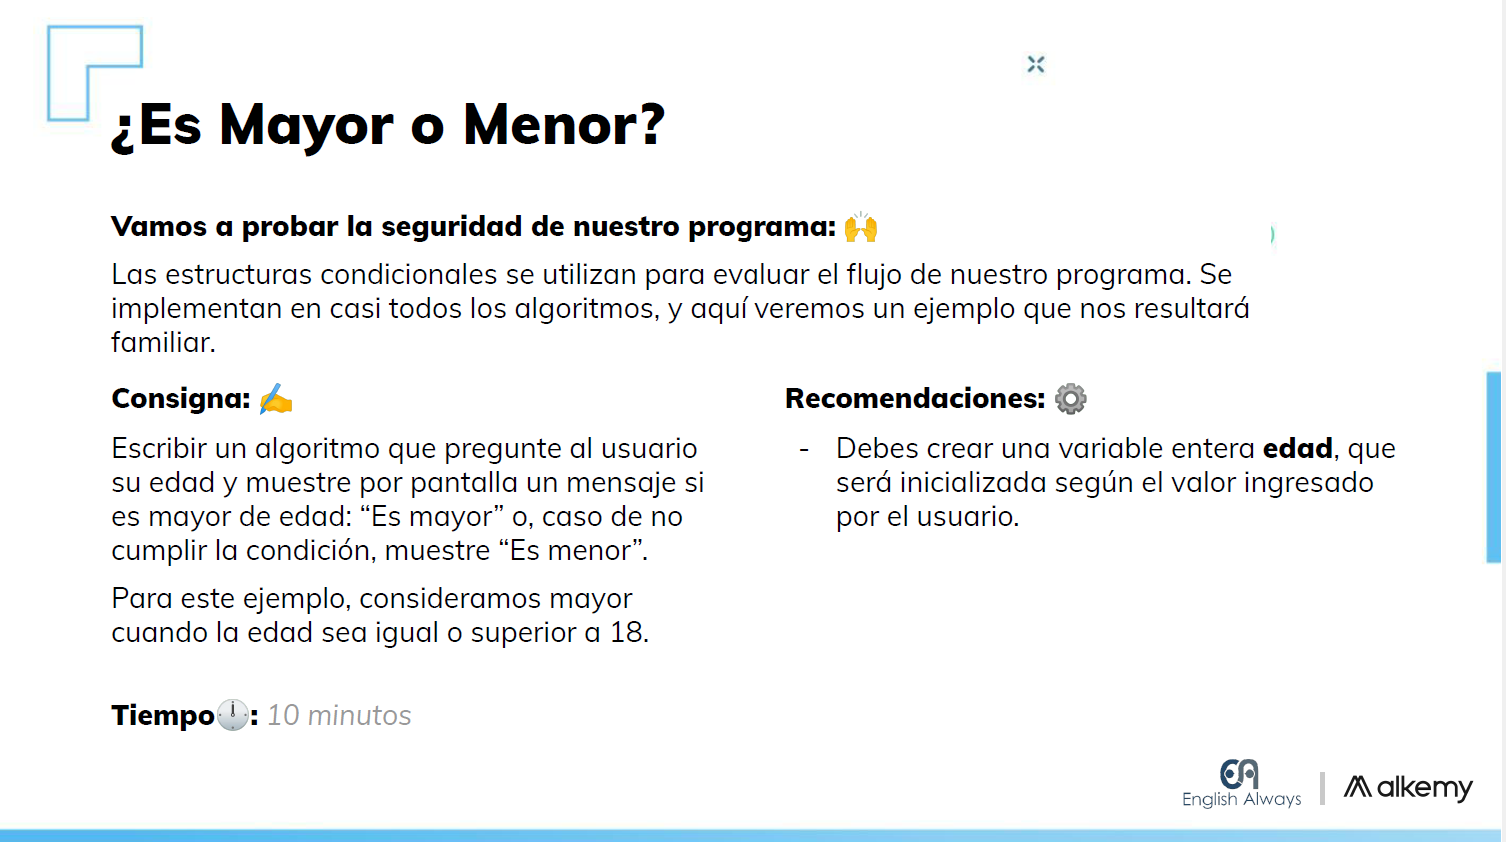 ¿Es Mayor o Menor?
Vamos a probar la seguridad de nuestro programa: 🙌
Las estructuras condicionales se utilizan para evaluar el flujo de nuestro programa. Se
implementan en casi todos los algoritmos, y aquí veremos un ejemplo que nos resultará
familiar.
Consigna: ✍️
Escribir un algoritmo que pregunte al usuario
su edad y muestre por pantalla un mensaje si
es mayor de edad: “Es mayor” o, caso de no
cumplir la condición, muestre “Es menor”.
Para este ejemplo, consideramos mayor
cuando la edad sea igual o superior a 18.
Tiempo🕛: 10 minutos
Recomendaciones: ⚙️
- Debes crear una variable entera edad, que
será inicializada según el valor ingresado
por el usuario.
EA
English Always
alkemy